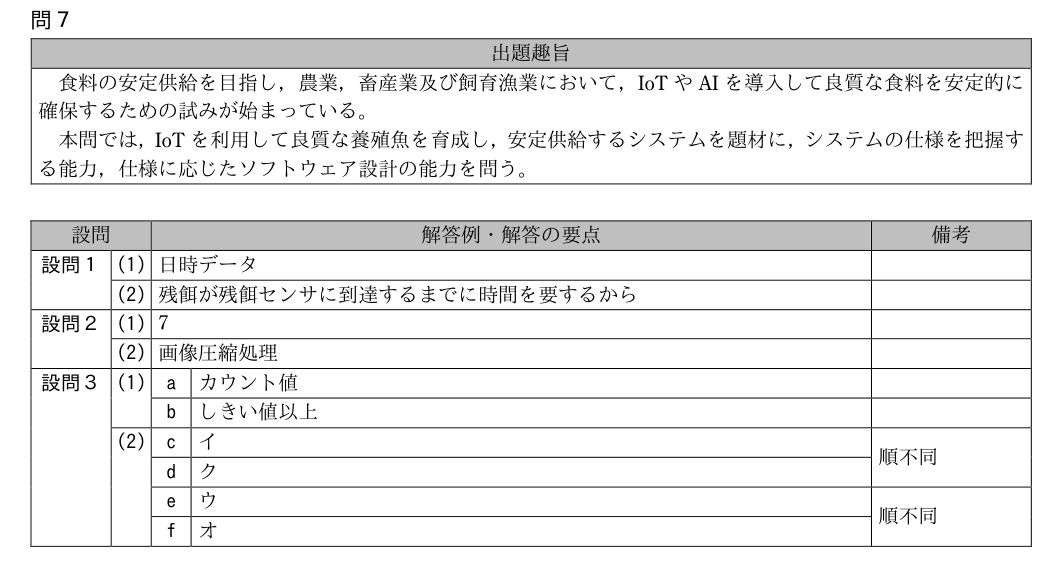 問7
出題趣旨
食料の安定供給を目指し，農業，畜産業及び飼育漁業において，IoT や AI を導入して良質な食料を安定的に
確保するための試みが始まっている。
本問では，IoT を利用して良質な養殖魚を育成し，安定供給するシステムを題材に，システムの仕様を把握す
る能力，仕様に応じたソフトウェア設計の能力を問う。
設問 解答例・解答の要点 備考
設問1 (1) 日時データ
(2) 残餌が残餌センサに到達するまでに時間を要するから
設問2 (1) 7
(2) 画像圧縮処理
設問3 (1) a カウント値
b しきい値以上
(2) c イ 順不同
d ク
e ウ 順不同
f オ